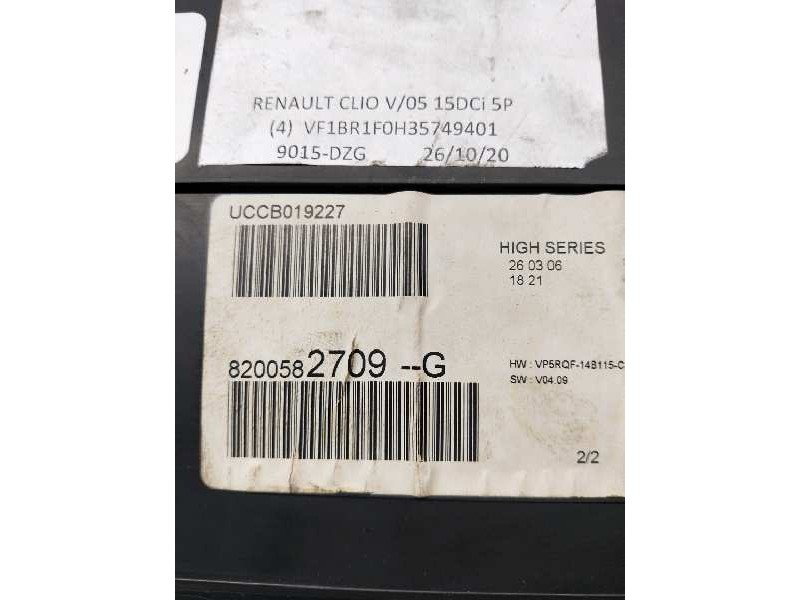 RENAULT CLIO V/05 15DCi 5P
(4) VF1BR1F0H35749401
9015-DZG 26/10/20
UCCB019227
HIGH SERIES
26 03 06
18 21
8200582709 --G
HW : VP5RQF-14B115-C
SW : V04.09
2/2